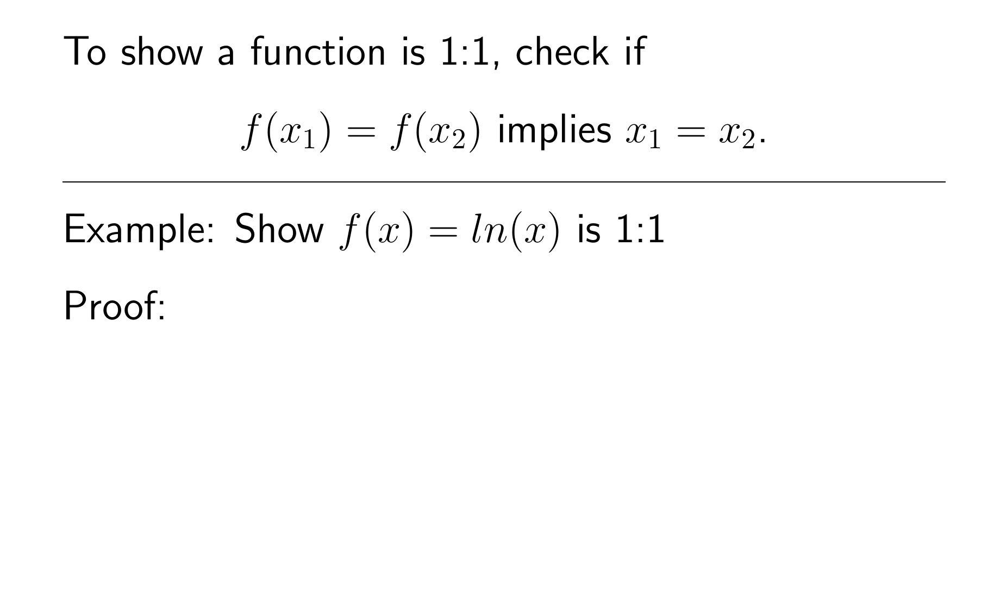 To show a function is 1:1, check if
f(x₁) = f(x₂) implies x₁ = x₂.
Example: Show f(x) = ln(x) is 1:1
Proof: